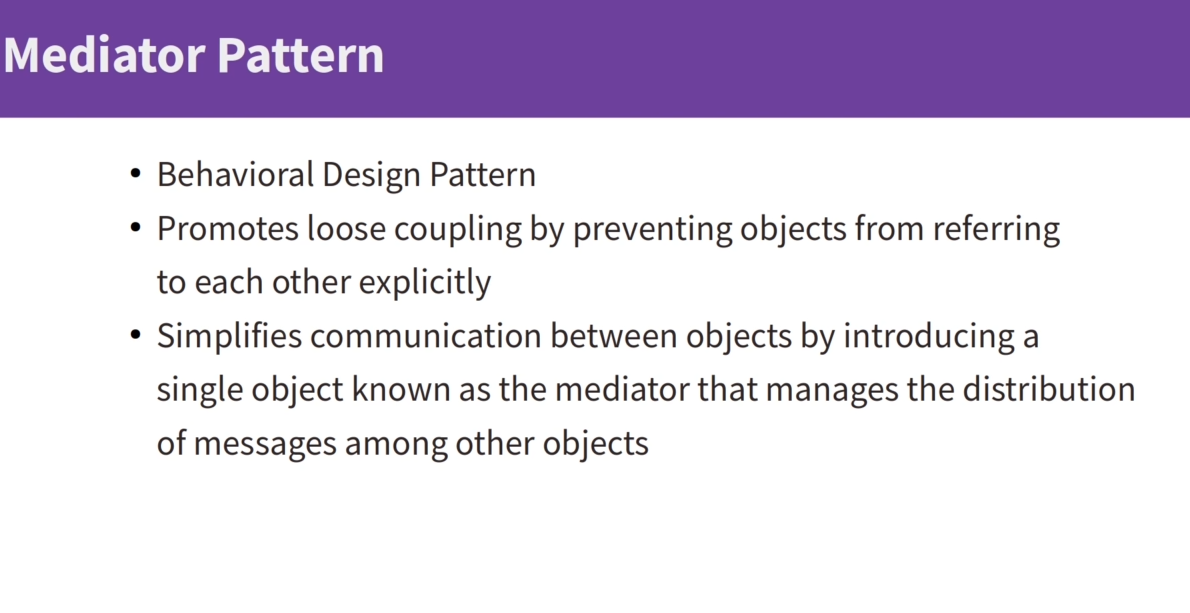 Mediator Pattern
• Behavioral Design Pattern
• Promotes loose coupling by preventing objects from referring
to each other explicitly
• Simplifies communication between objects by introducing a
single object known as the mediator that manages the distribution
of messages among other objects